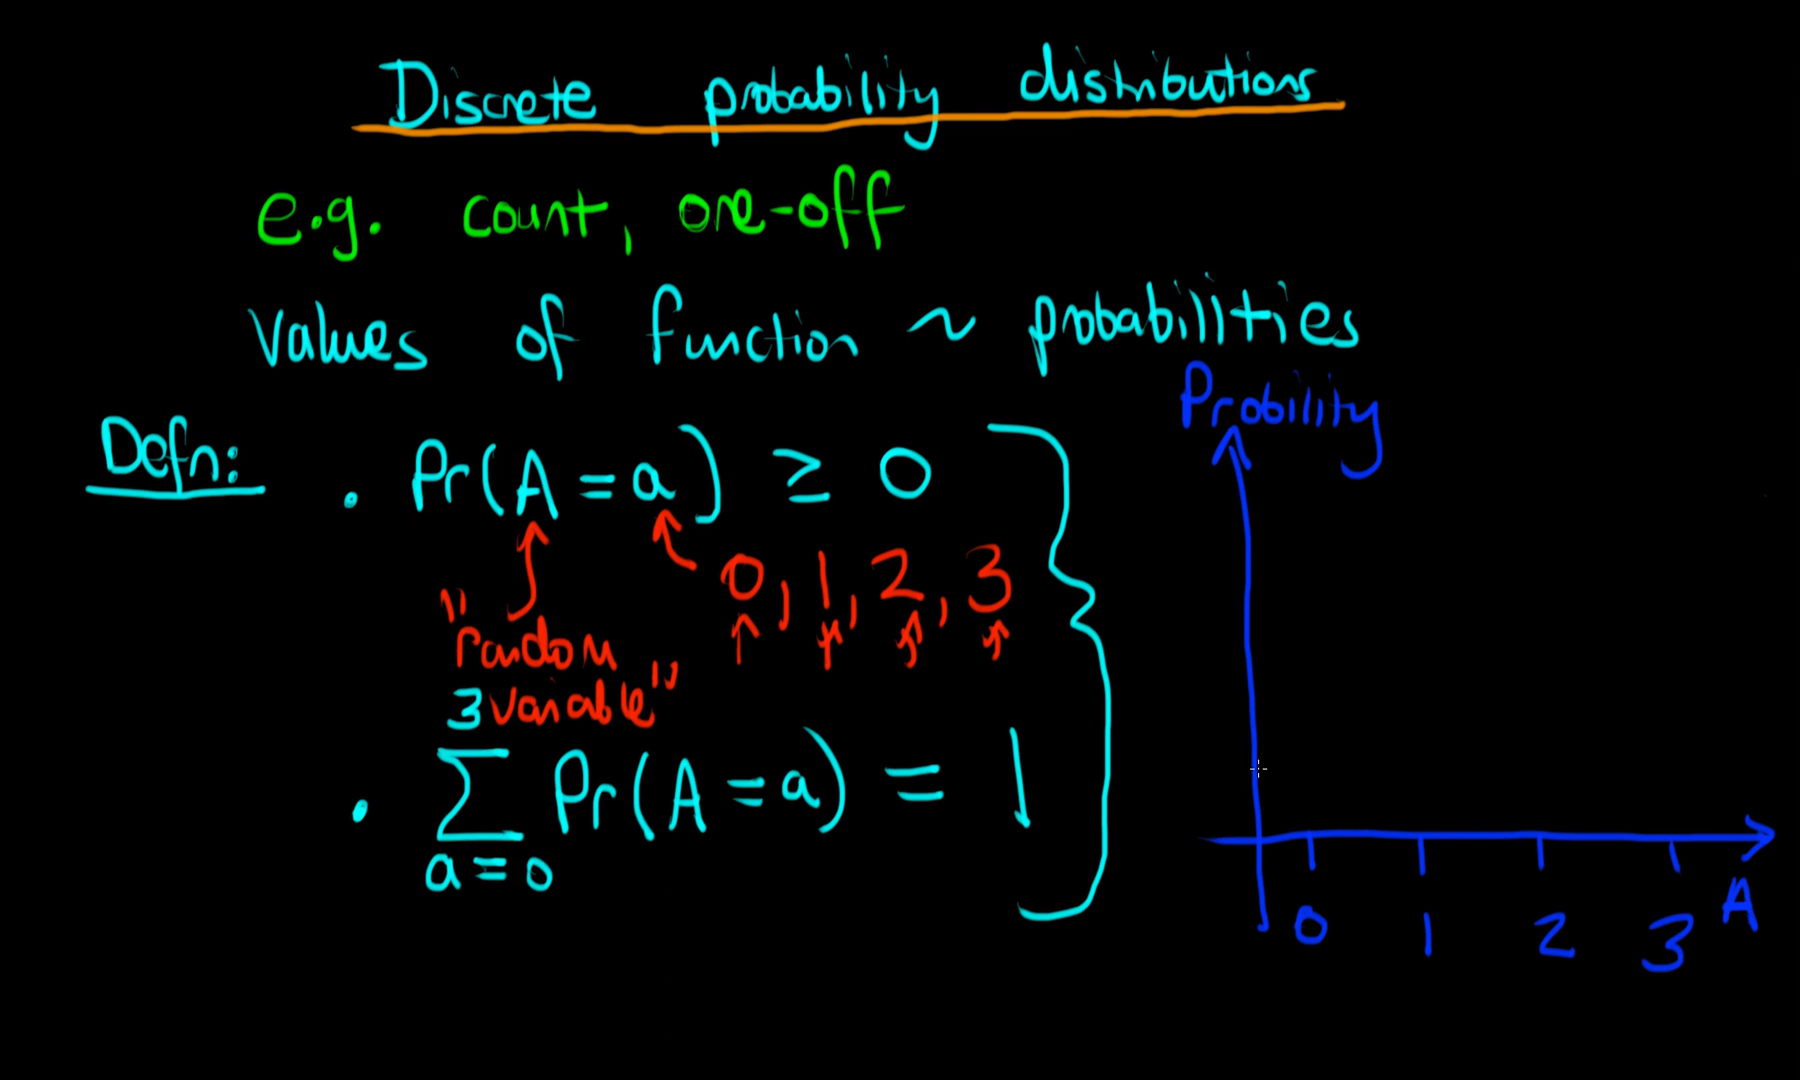 Discrete probability distributions
e.g. count, one-off
Values of function ~ probabilities
Defn: . Pr(A = a) ≥ 0
0, 1, 2, 3
"random
variable"
3
. ∑ Pr(A = a) = 1
a = 0
Probility
0 1 2 3 A